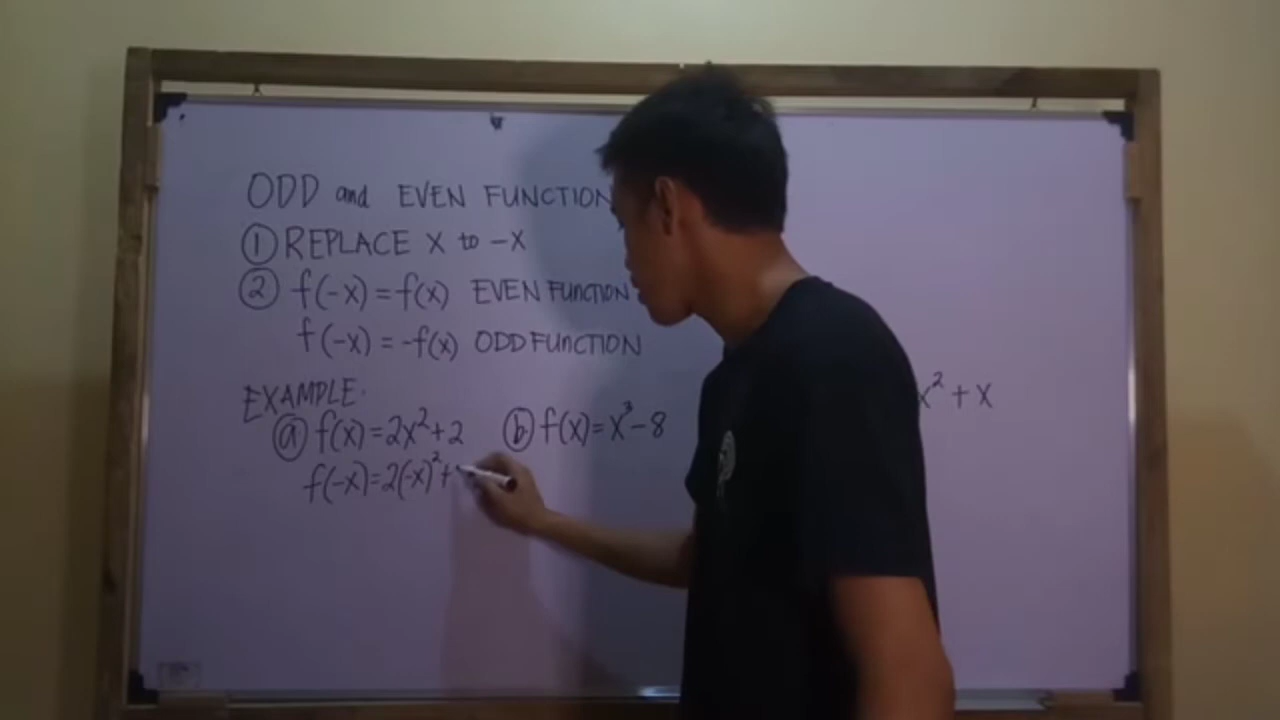 ODD and EVEN FUNCTION
① REPLACE X to -X
② f(-x) = f(x) EVEN FUNCTION
f(-x) = -f(x) ODD FUNCTION
EXAMPLE.
ⓐ f(x) = 2x²+2 ⓑ f(x) = x³-8 x² + x
f(-x) = 2(-x)²+